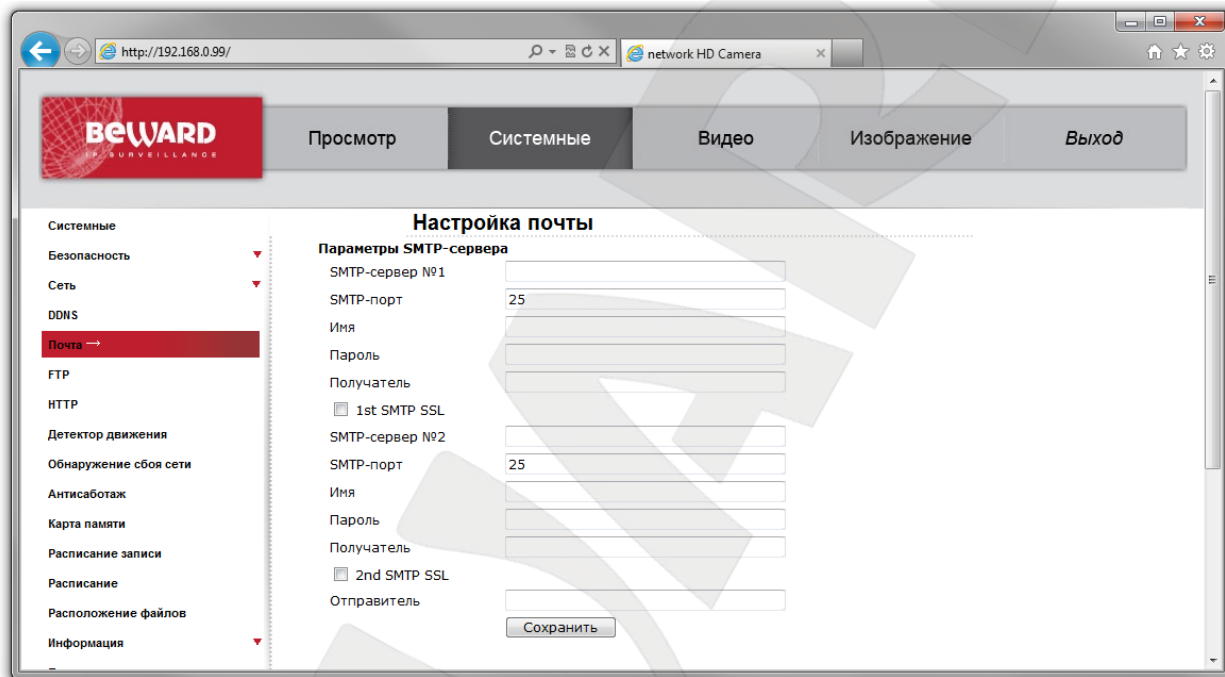 http://192.168.0.99/
network HD Camera
BEWARD
IP-SURVEILLANCE
Просмотр
Системные
Видео
Изображение
Выход
Системные
Безопасность
Сеть
DDNS
Почта →
FTP
HTTP
Детектор движения
Обнаружение сбоя сети
Антисаботаж
Карта памяти
Расписание записи
Расписание
Расположение файлов
Информация
Настройка почты
Параметры SMTP-сервера
SMTP-сервер №1
SMTP-порт 25
Имя
Пароль
Получатель
1st SMTP SSL
SMTP-сервер №2
SMTP-порт 25
Имя
Пароль
Получатель
2nd SMTP SSL
Отправитель
Сохранить